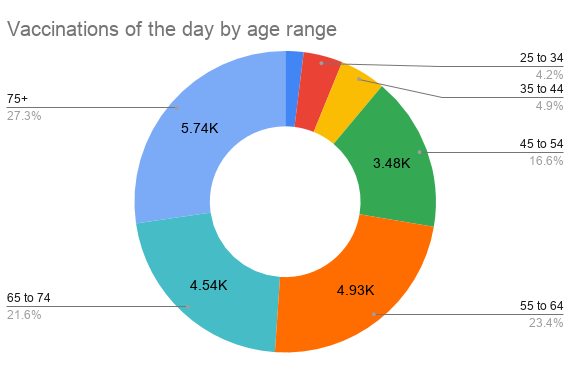 Vaccinations of the day by age range
25 to 34
4.2%
35 to 44
4.9%
75+
27.3%
5.74K
45 to 54
16.6%
3.48K
4.54K
4.93K
65 to 74
21.6%
55 to 64
23.4%